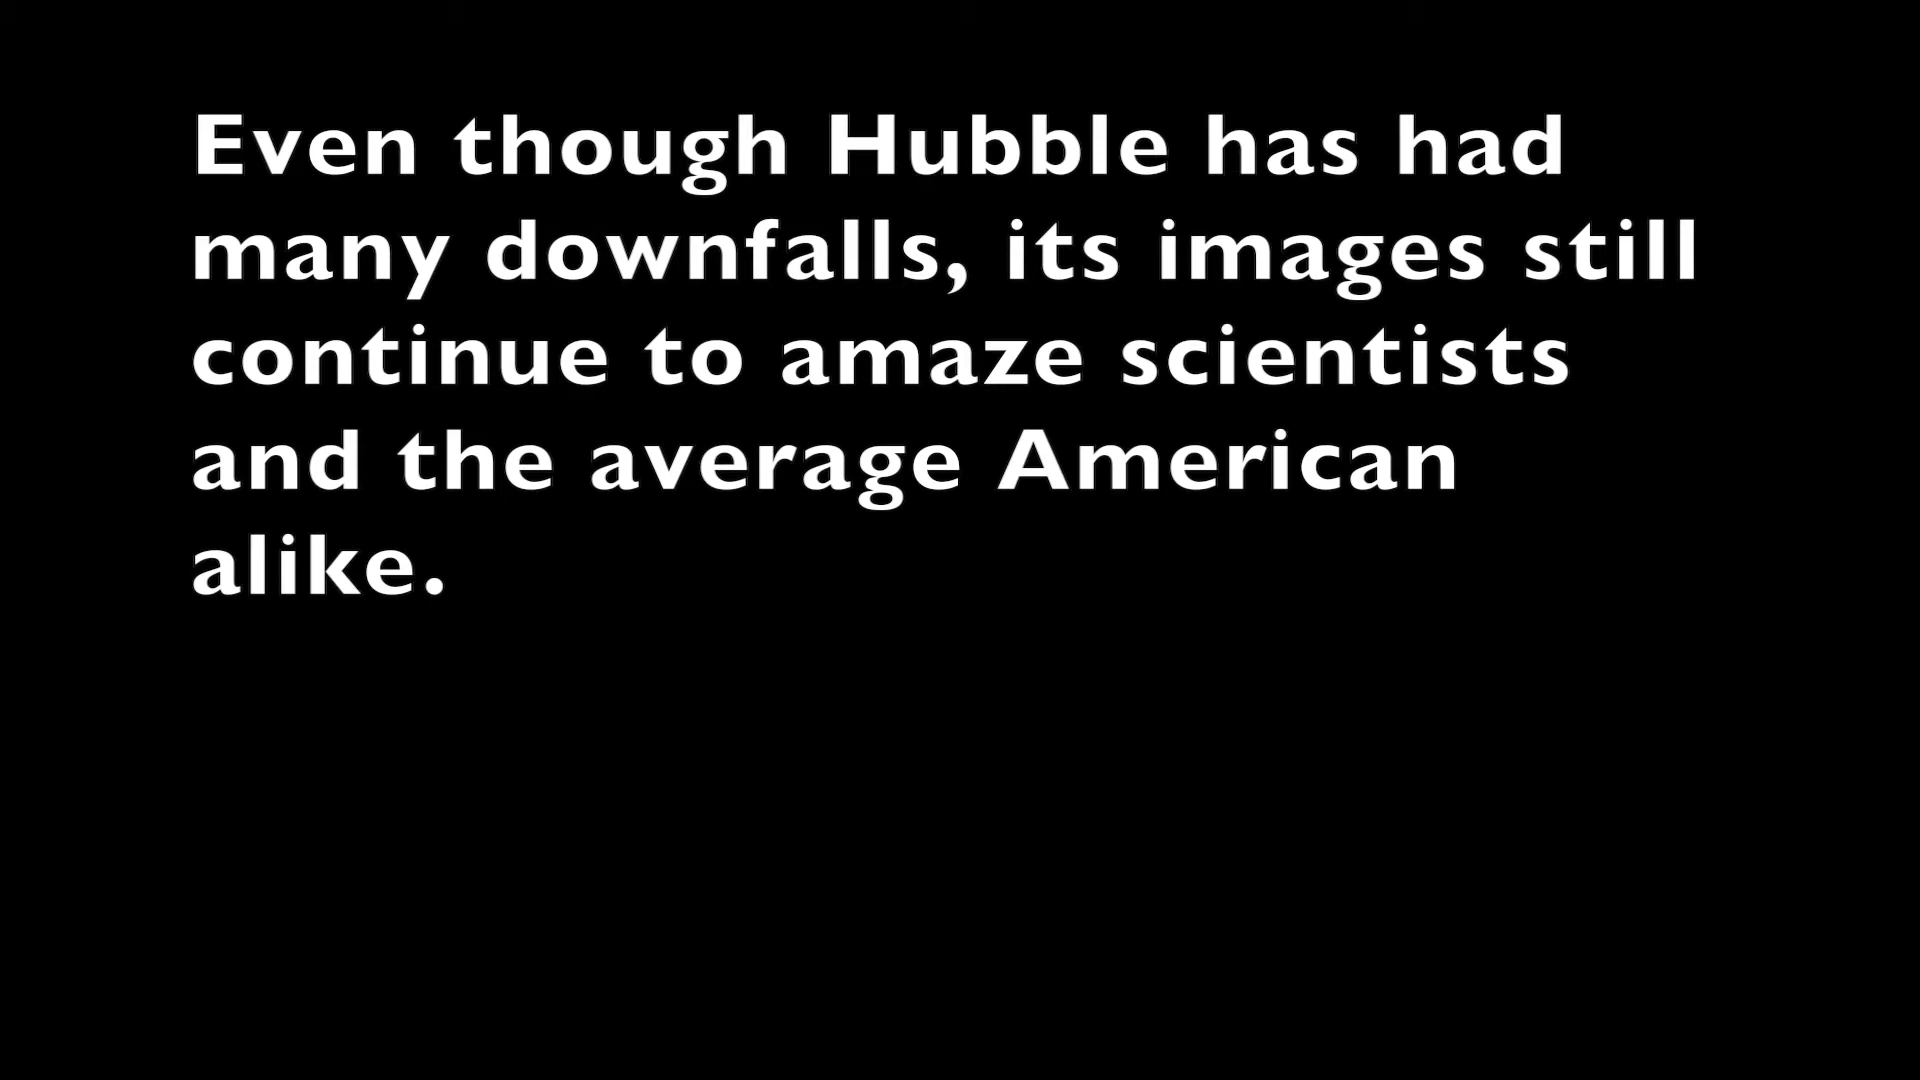 Even though Hubble has had
many downfalls, its images still
continue to amaze scientists
and the average American
alike.